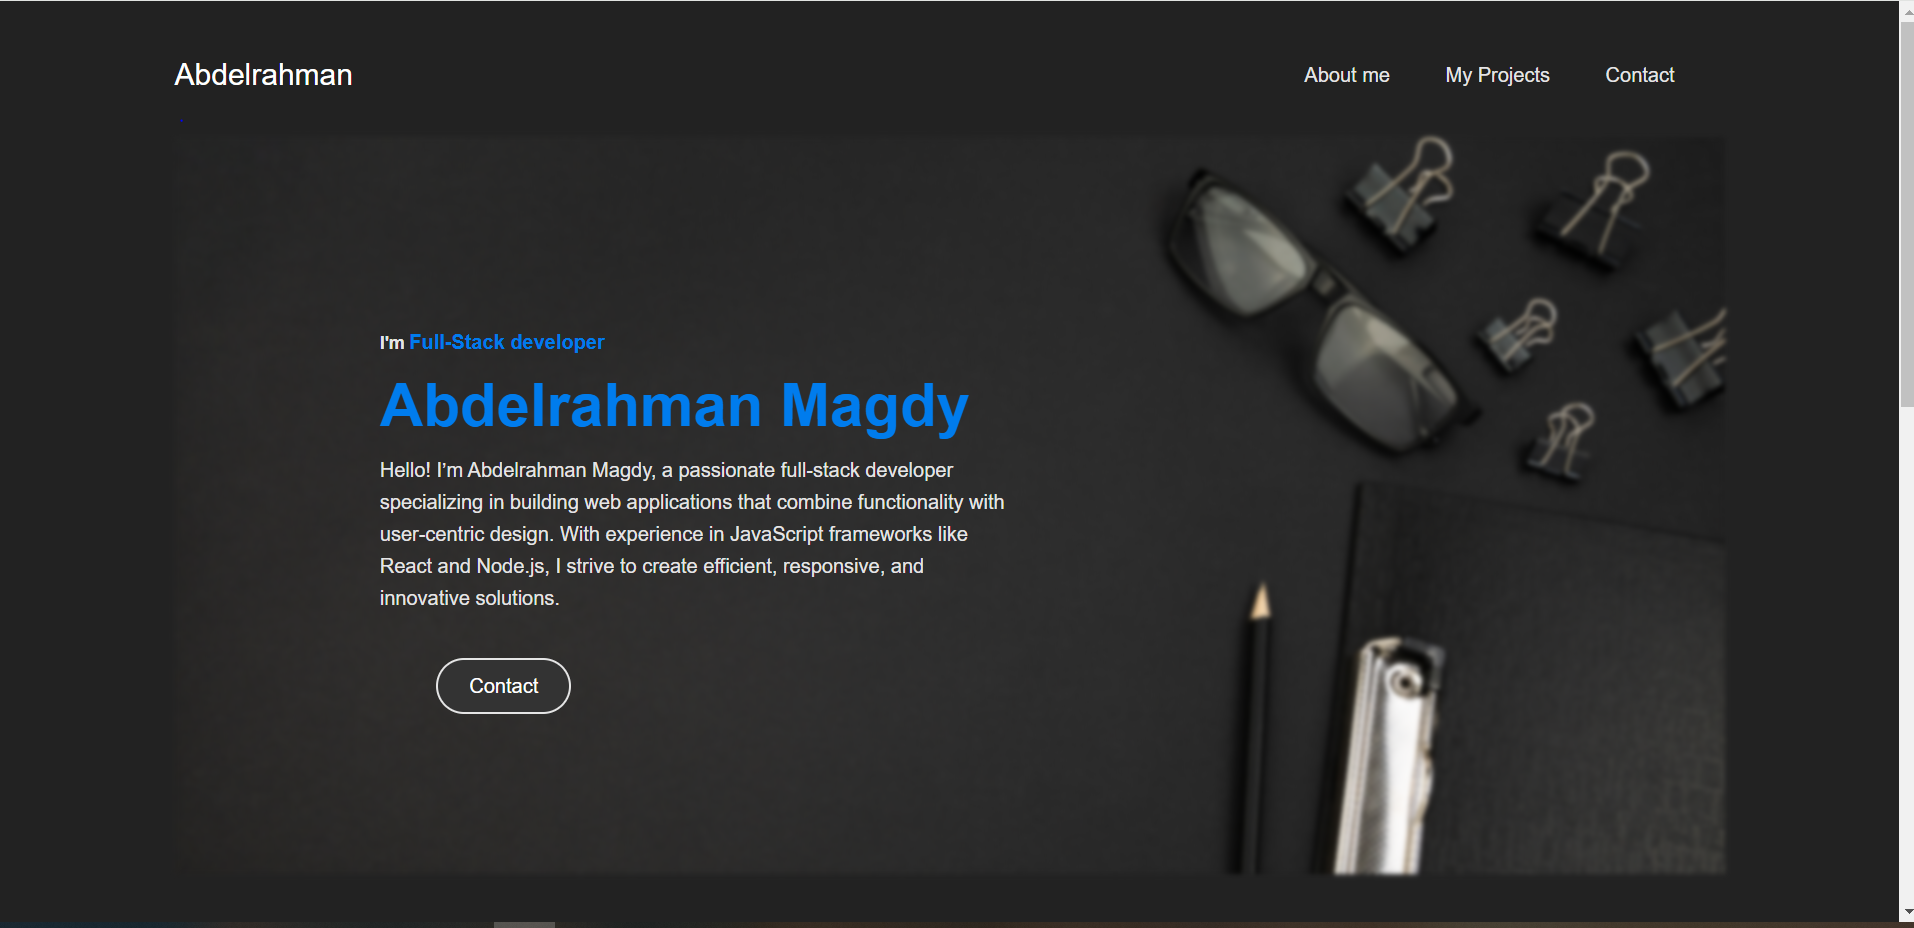 Abdelrahman
About me
My Projects
Contact
I'm Full-Stack developer
Abdelrahman Magdy
Hello! I’m Abdelrahman Magdy, a passionate full-stack developer
specializing in building web applications that combine functionality with
user-centric design. With experience in JavaScript frameworks like
React and Node.js, I strive to create efficient, responsive, and
innovative solutions.
Contact